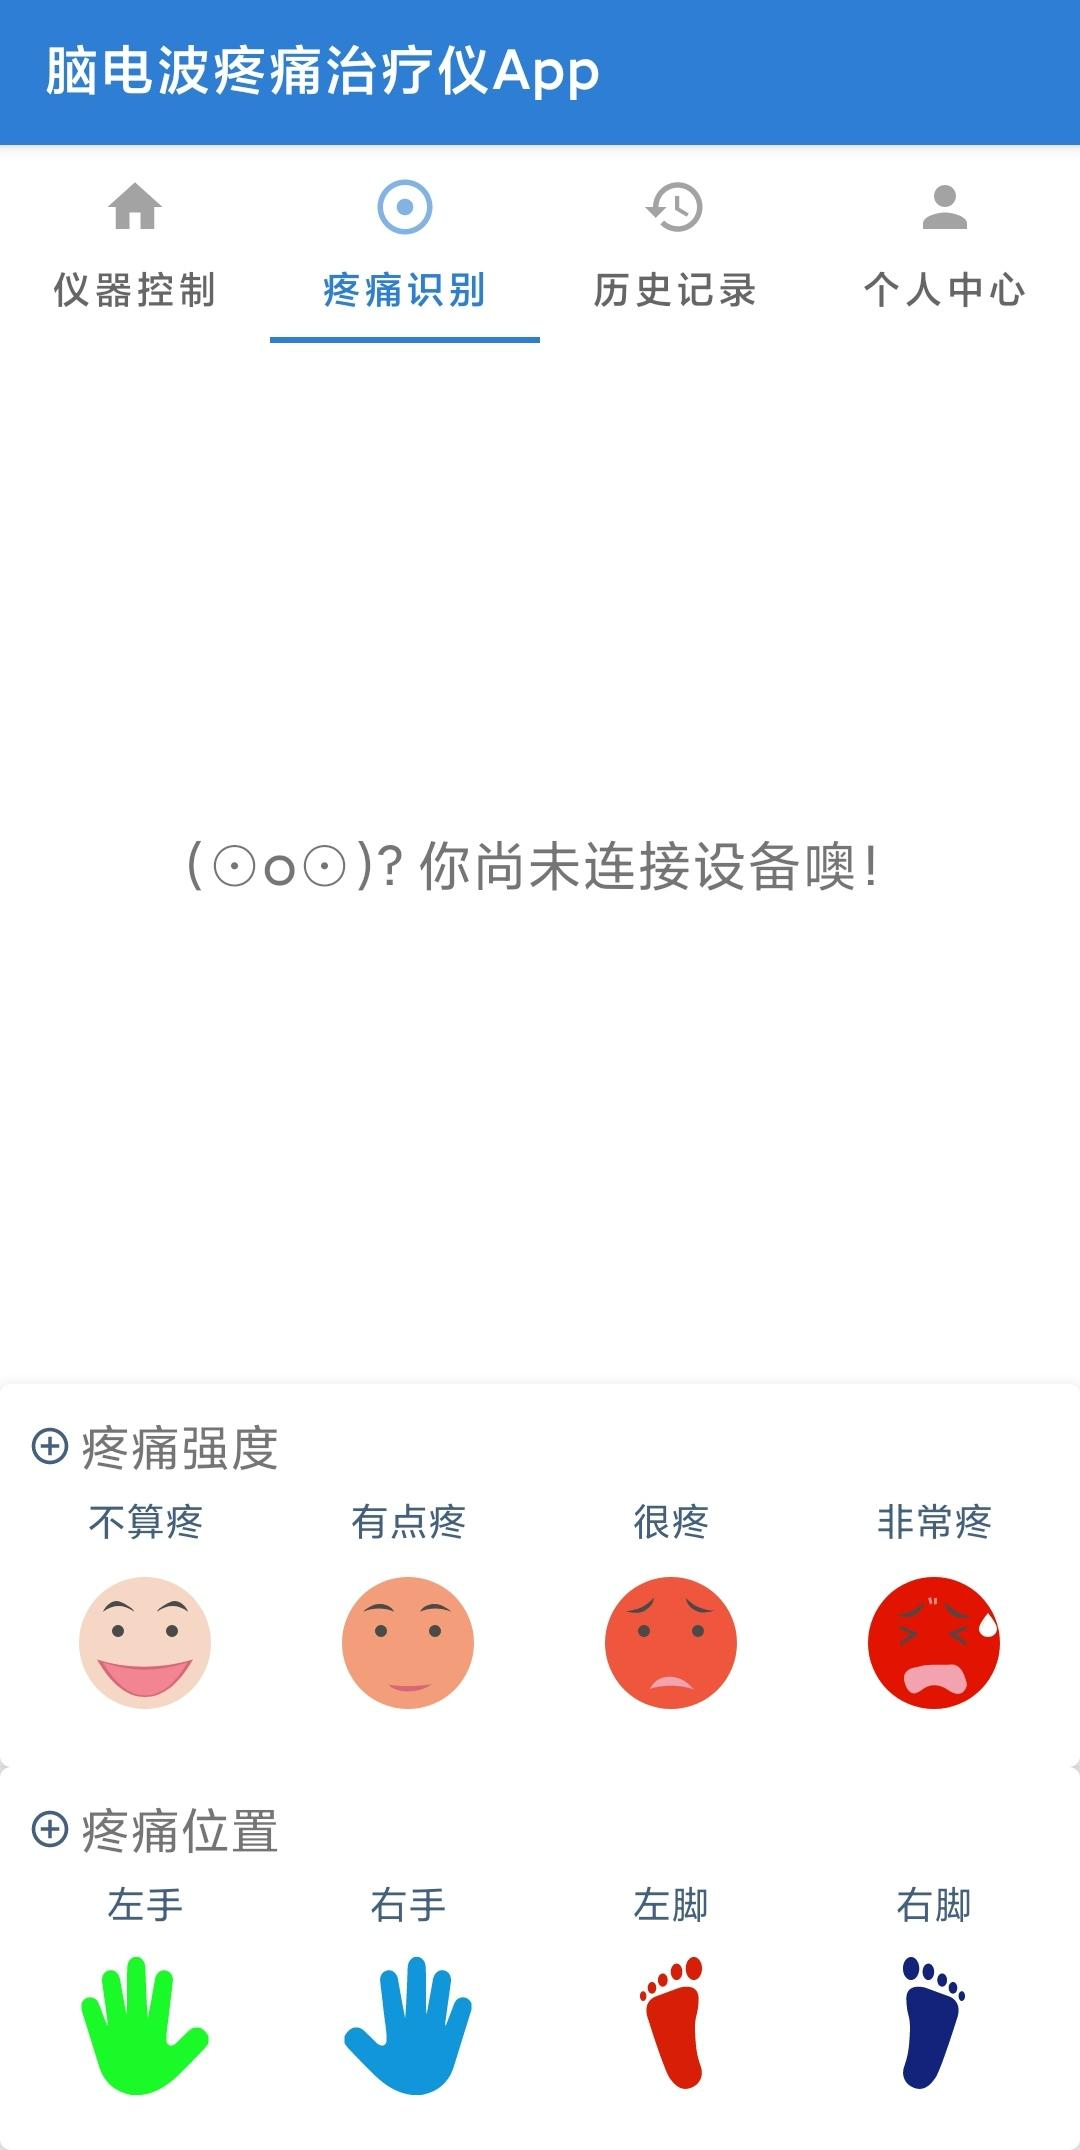 脑电波疼痛治疗仪App
仪器控制 疼痛识别 历史记录 个人中心
(⊙o⊙)? 你尚未连接设备噢!
疼痛强度
不算疼 有点疼 很疼 非常疼
疼痛位置
左手 右手 左脚 右脚